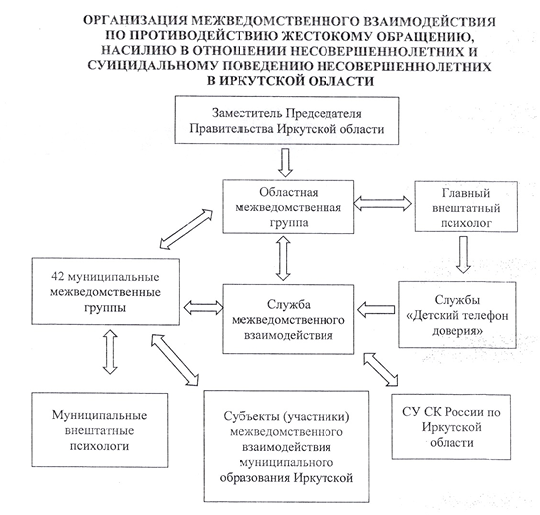 ОРГАНИЗАЦИЯ МЕЖВЕДОМСТВЕННОГО ВЗАИМОДЕЙСТВИЯ
ПО ПРОТИВОДЕЙСТВИЮ ЖЕСТОКОМУ ОБРАЩЕНИЮ,
НАСИЛИЮ В ОТНОШЕНИИ НЕСОВЕРШЕННОЛЕТНИХ И
СУИЦИДАЛЬНОМУ ПОВЕДЕНИЮ НЕСОВЕРШЕННОЛЕТНИХ
В ИРКУТСКОЙ ОБЛАСТИ
Заместитель Председателя
Правительства Иркутской области
Областная
межведомственная
группа
Главный
внештатный
психолог
42 муниципальные
межведомственные
группы
Служба
межведомственного
взаимодействия
Службы
«Детский телефон
доверия»
Муниципальные
внештатные
психологи
Субъекты (участники)
межведомственного
взаимодействия
муниципального
образования Иркутской
СУ СК России по
Иркутской
области